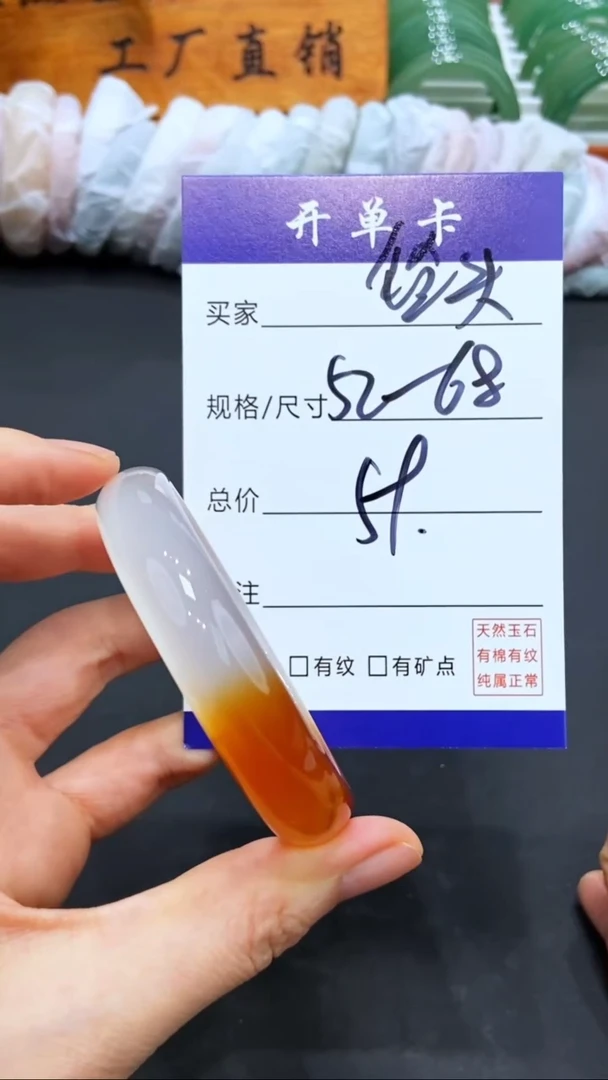 工厂直销
开单卡
买家
规格/尺寸 52-68
总价
注
□有纹 □有矿点
天然玉石
有棉有纹
纯属正常